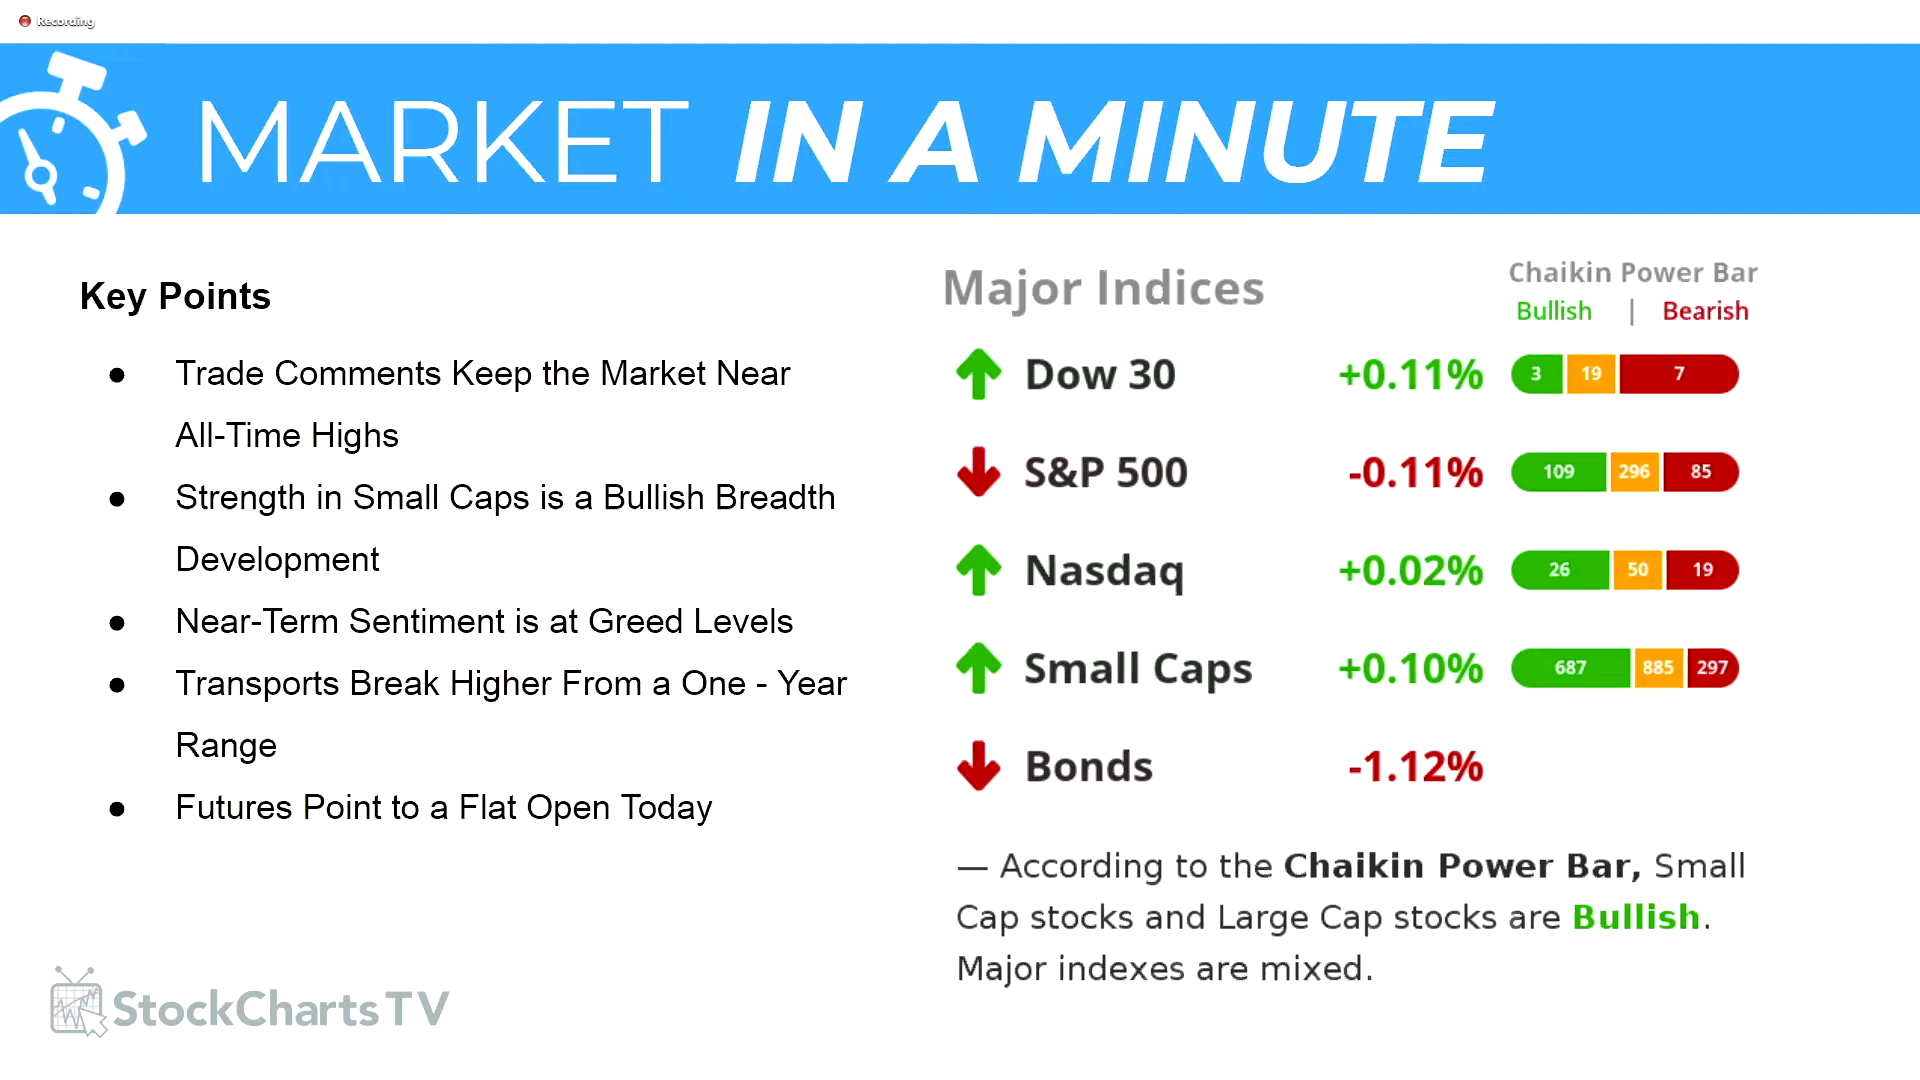 Recording
MARKET IN A MINUTE
Key Points
● Trade Comments Keep the Market Near
All-Time Highs
● Strength in Small Caps is a Bullish Breadth
Development
● Near-Term Sentiment is at Greed Levels
● Transports Break Higher From a One - Year
Range
● Futures Point to a Flat Open Today
Major Indices
Chaikin Power Bar
Bullish | Bearish
Dow 30 +0.11% 3 19 7
S&P 500 -0.11% 109 296 85
Nasdaq +0.02% 26 50 19
Small Caps +0.10% 687 885 297
Bonds -1.12%
— According to the Chaikin Power Bar, Small
Cap stocks and Large Cap stocks are Bullish.
Major indexes are mixed.
StockCharts TV